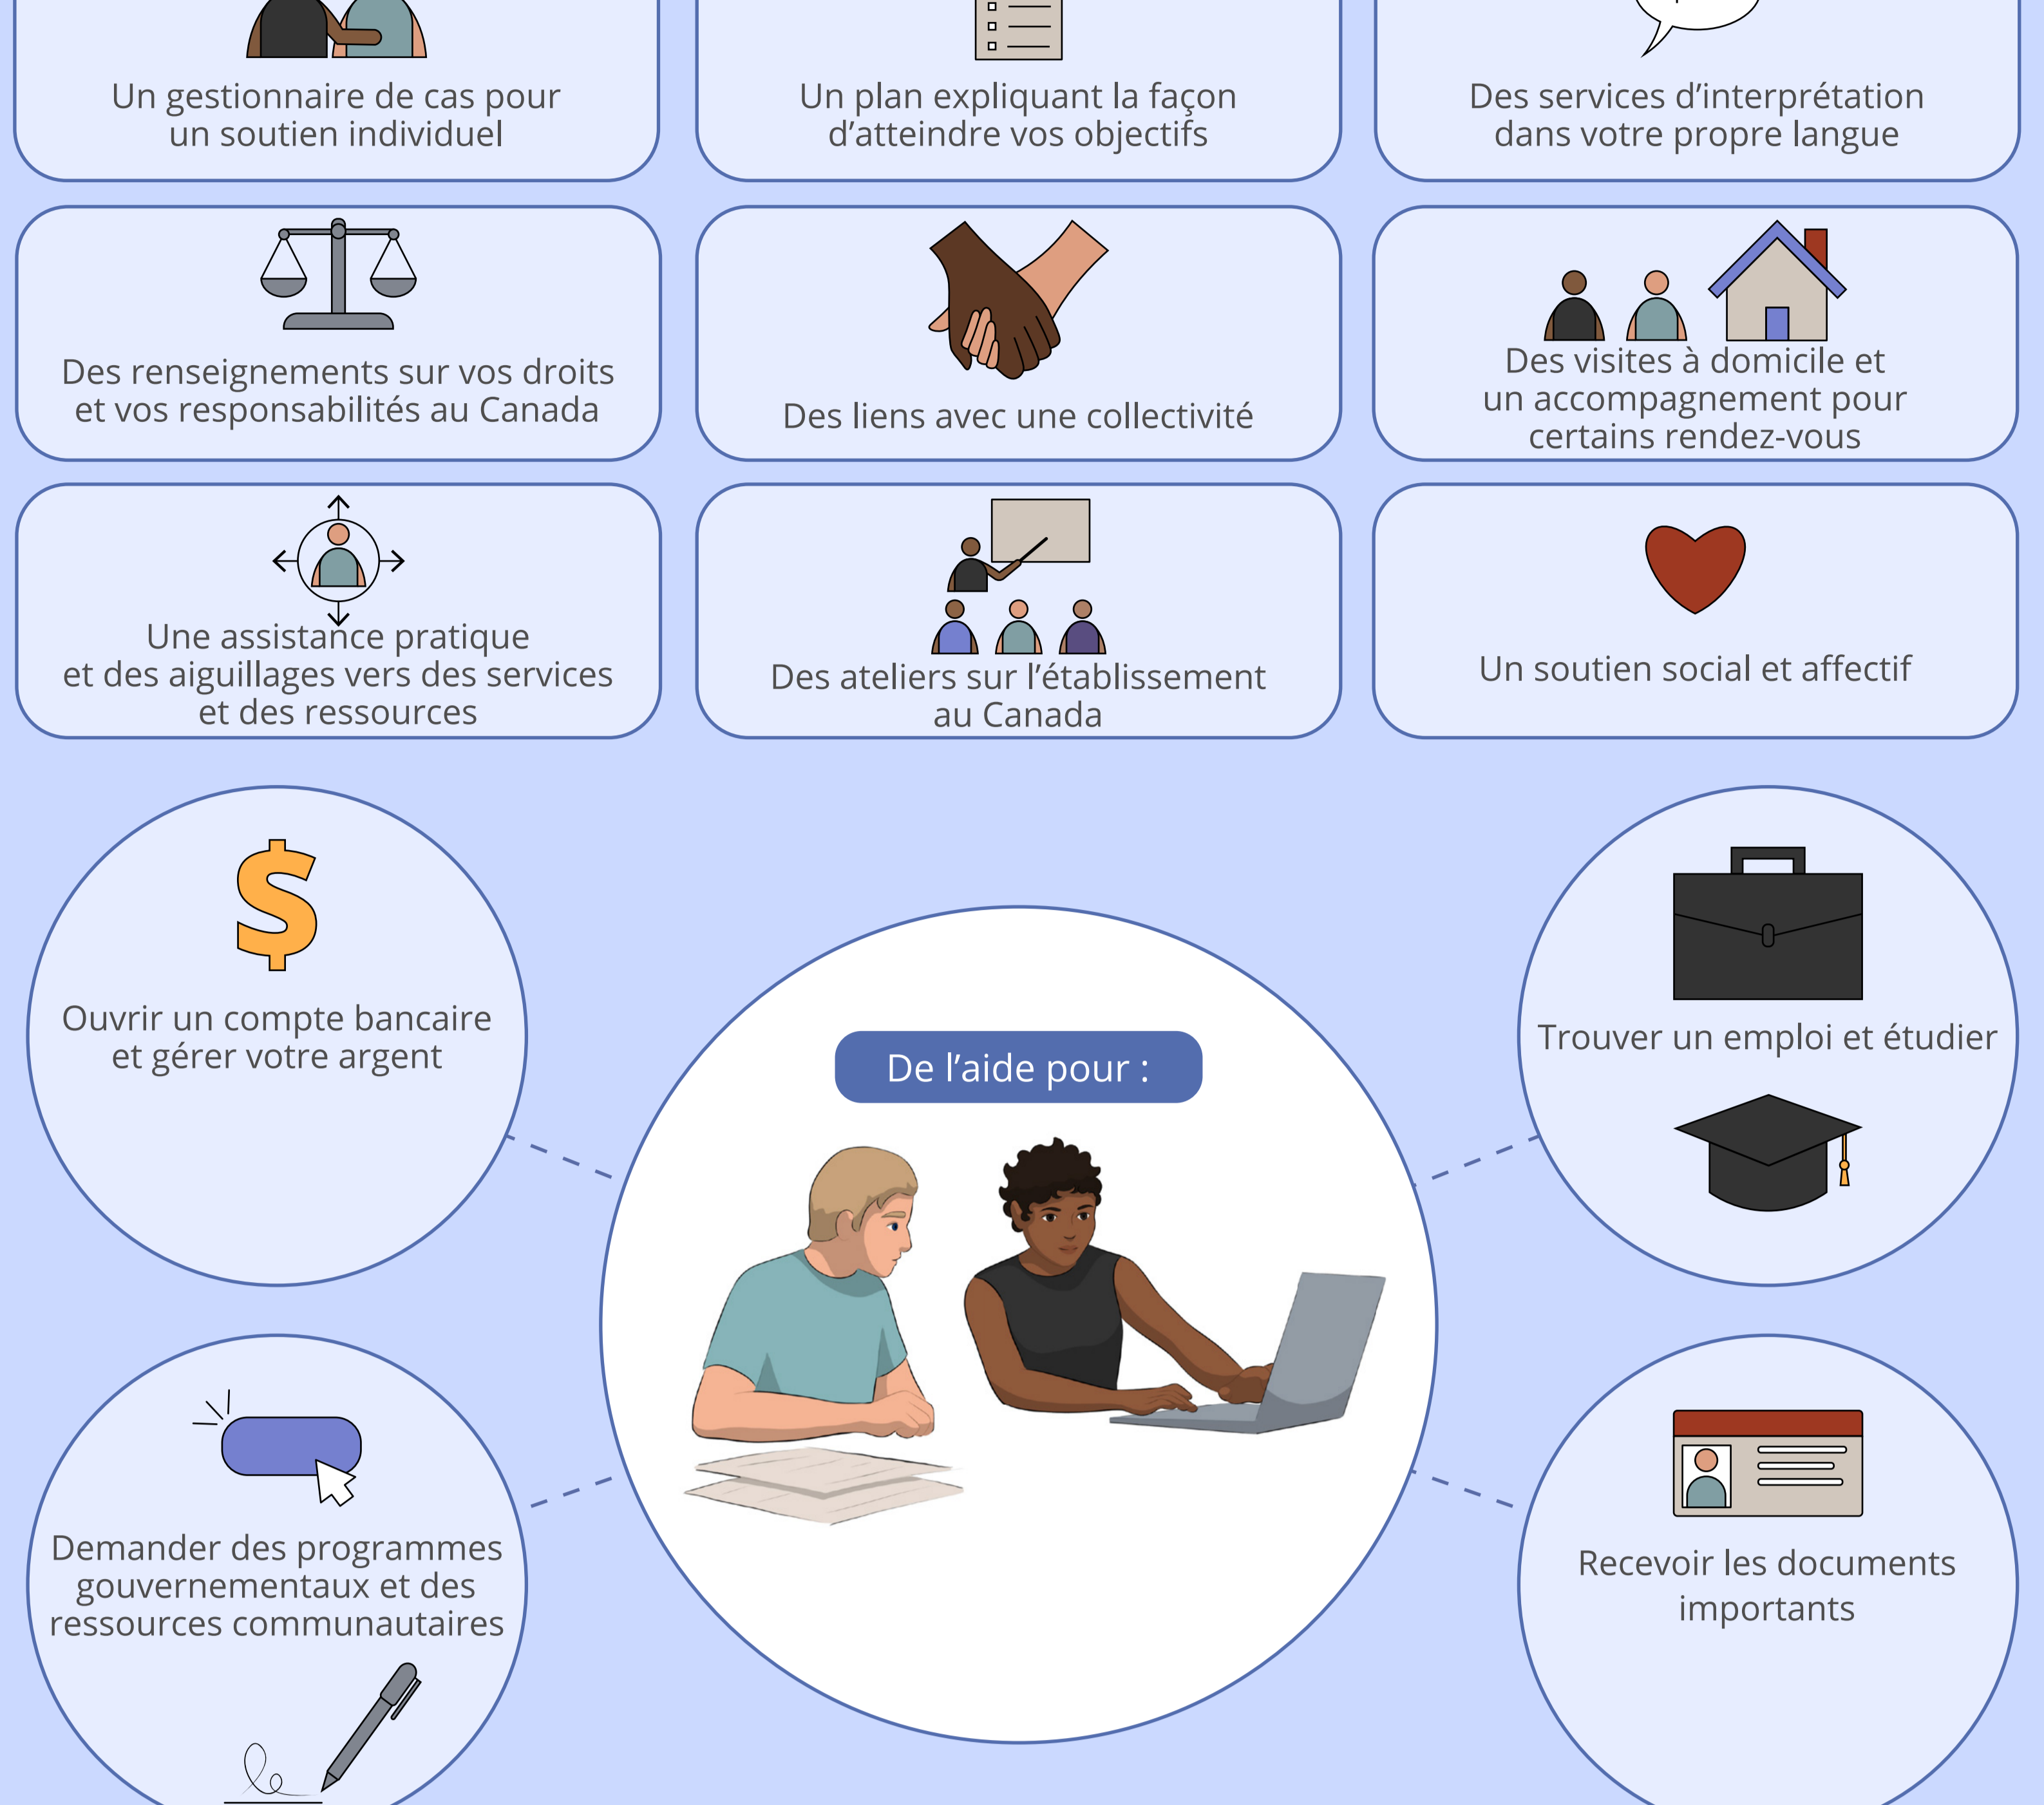 Un gestionnaire de cas pour
un soutien individuel
Un plan expliquant la façon
d'atteindre vos objectifs
Des services d'interprétation
dans votre propre langue
Des renseignements sur vos droits
et vos responsabilités au Canada
Des liens avec une collectivité
Des visites à domicile et
un accompagnement pour
certains rendez-vous
Une assistance pratique
et des aiguillages vers des services
et des ressources
Des ateliers sur l'établissement
au Canada
Un soutien social et affectif
Ouvrir un compte bancaire
et gérer votre argent
De l'aide pour :
Trouver un emploi et étudier
Demander des programmes
gouvernementaux et des
ressources communautaires
Recevoir les documents
importants